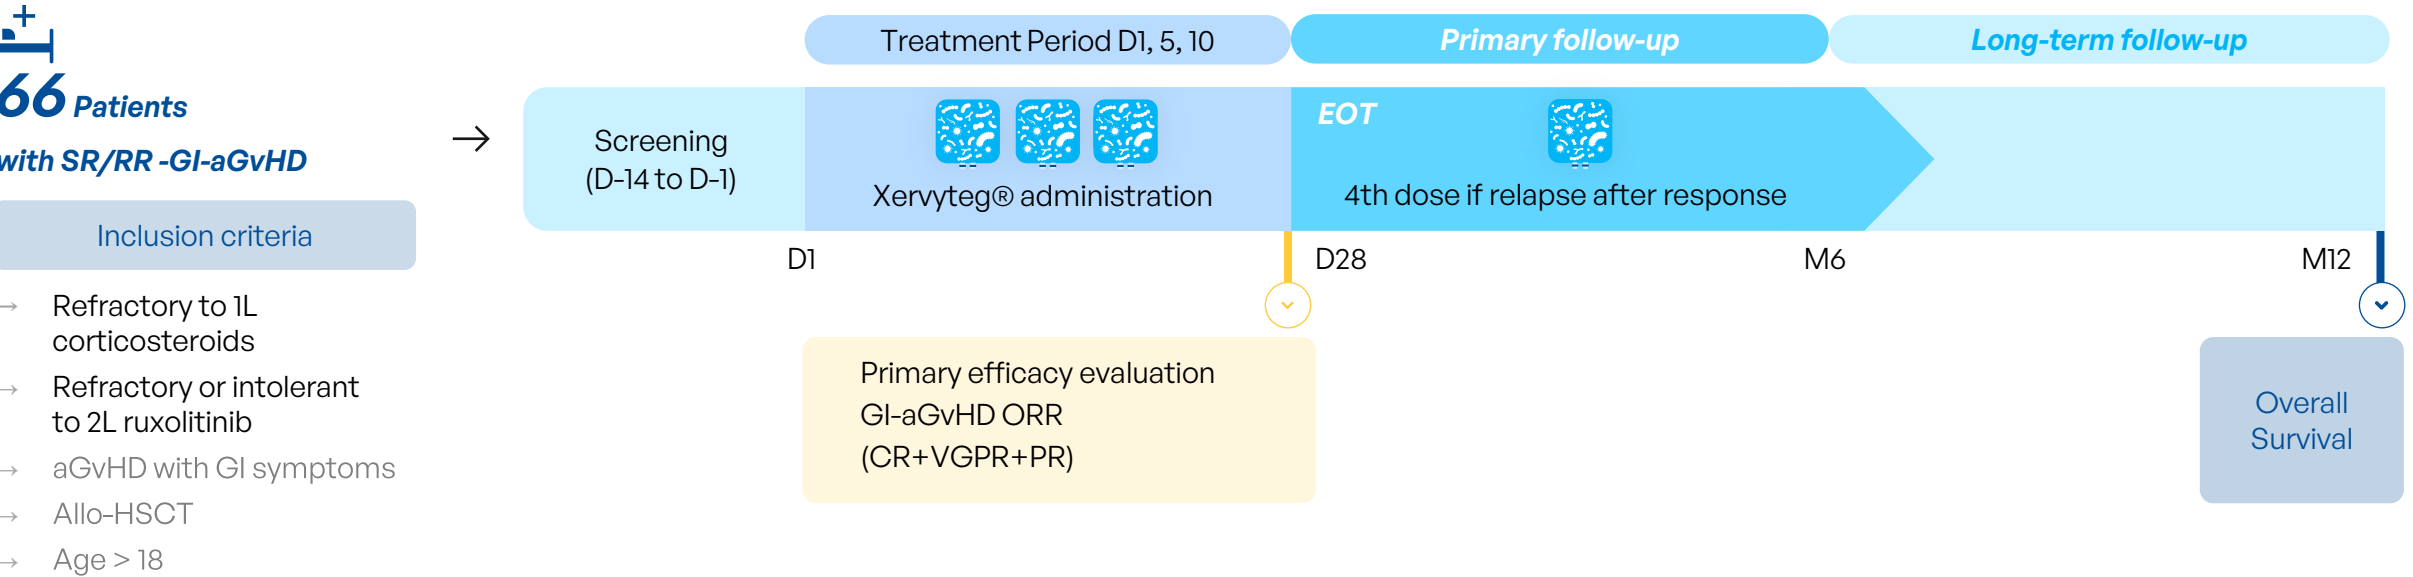 66 Patients
with SR/RR -GI-aGvHD
Inclusion criteria
→ Refractory to 1L
corticosteroids
→ Refractory or intolerant
to 2L ruxolitinib
→ aGvHD with GI symptoms
→ Allo-HSCT
→ Age > 18
Treatment Period D1, 5, 10
Primary follow-up
Long-term follow-up
Screening
(D-14 to D-1)
Xervyteg® administration
EOT
4th dose if relapse after response
D1
D28
M6
M12
Primary efficacy evaluation
GI-aGvHD ORR
(CR+VGPR+PR)
Overall
Survival